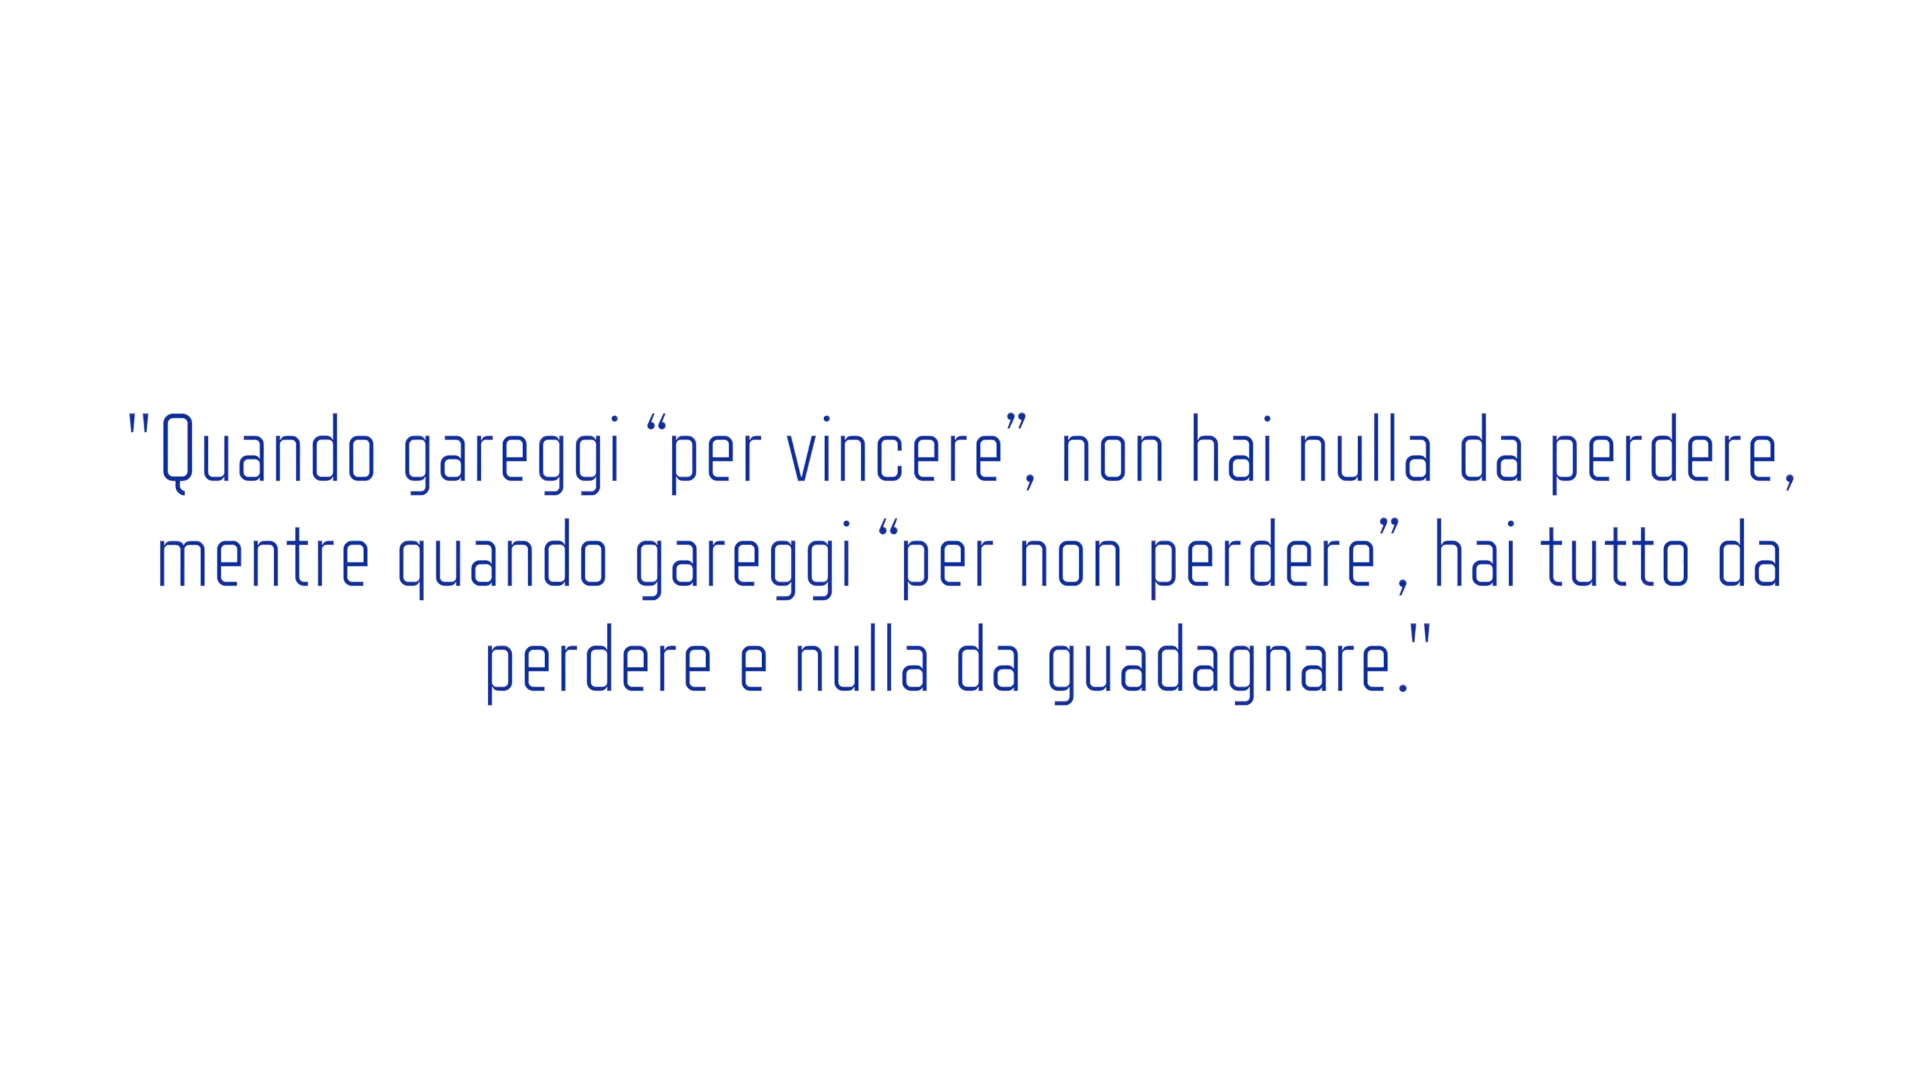 "Quando gareggi “per vincere”, non hai nulla da perdere,
mentre quando gareggi “per non perdere”, hai tutto da
perdere e nulla da guadagnare."